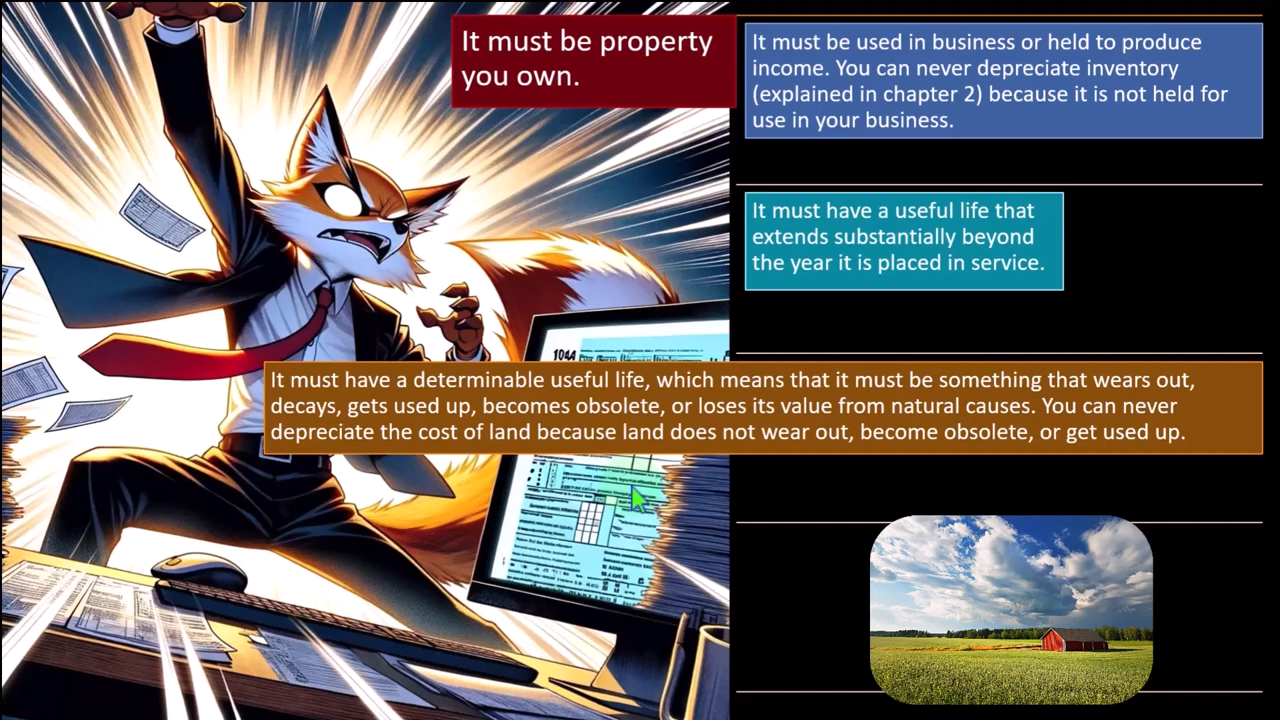 It must be property
you own.
It must be used in business or held to produce
income. You can never depreciate inventory
(explained in chapter 2) because it is not held for
use in your business.
It must have a useful life that
extends substantially beyond
the year it is placed in service.
1044
It must have a determinable useful life, which means that it must be something that wears out,
decays, gets used up, becomes obsolete, or loses its value from natural causes. You can never
depreciate the cost of land because land does not wear out, become obsolete, or get used up.